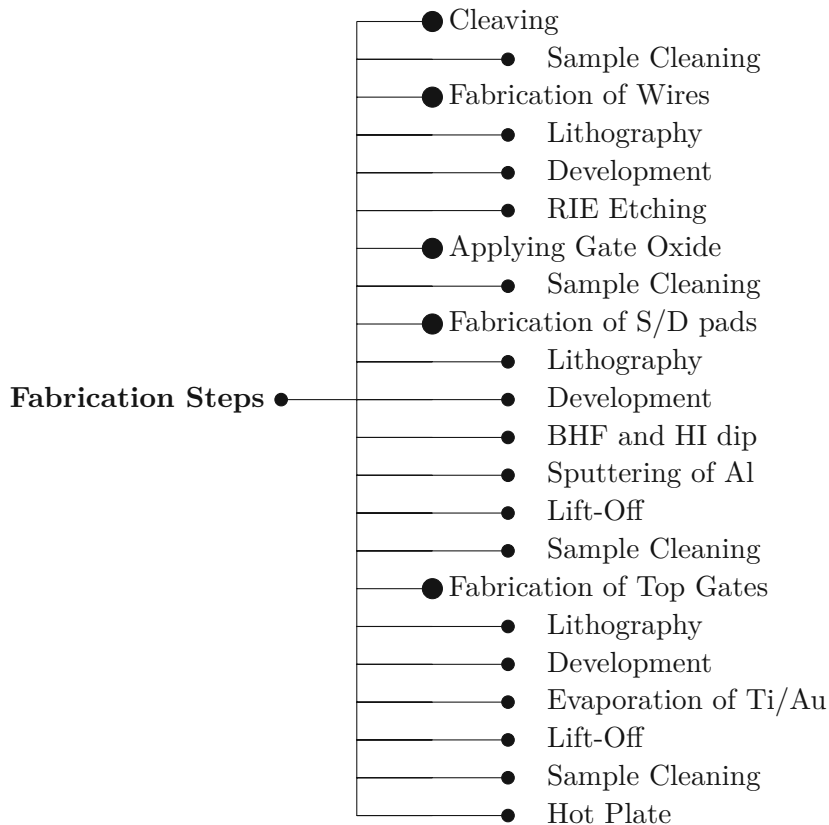 Cleaving
Sample Cleaning
Fabrication of Wires
Lithography
Development
RIE Etching
Applying Gate Oxide
Sample Cleaning
Fabrication of S/D pads
Lithography
Fabrication Steps
Development
BHF and HI dip
Sputtering of Al
Lift-Off
Sample Cleaning
Fabrication of Top Gates
Lithography
Development
Evaporation of Ti/Au
Lift-Off
Sample Cleaning
Hot Plate